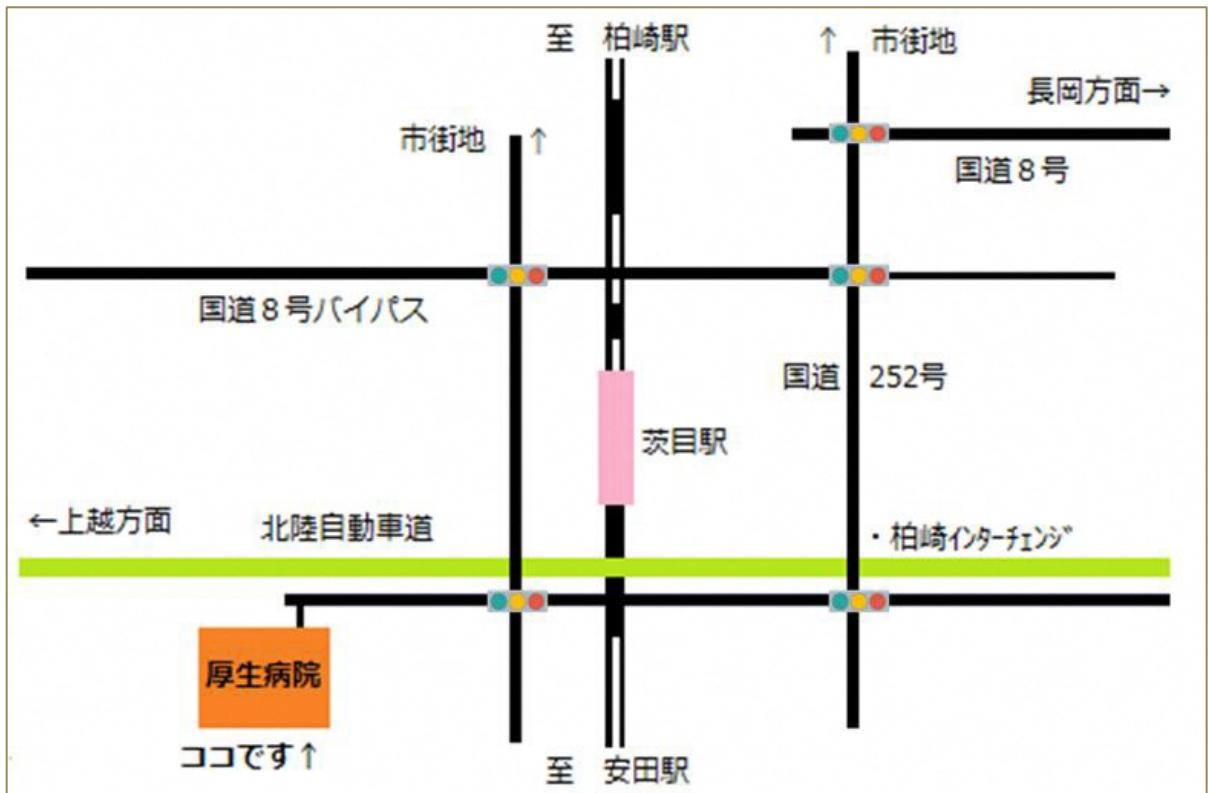 至　柏崎駅
↑　市街地
長岡方面→
市街地　↑
国道８号
国道８号バイパス
国道　252号
茨目駅
←上越方面
北陸自動車道
・柏崎ｲﾝﾀｰﾁｪﾝｼﾞ
厚生病院
ココです↑
至　安田駅